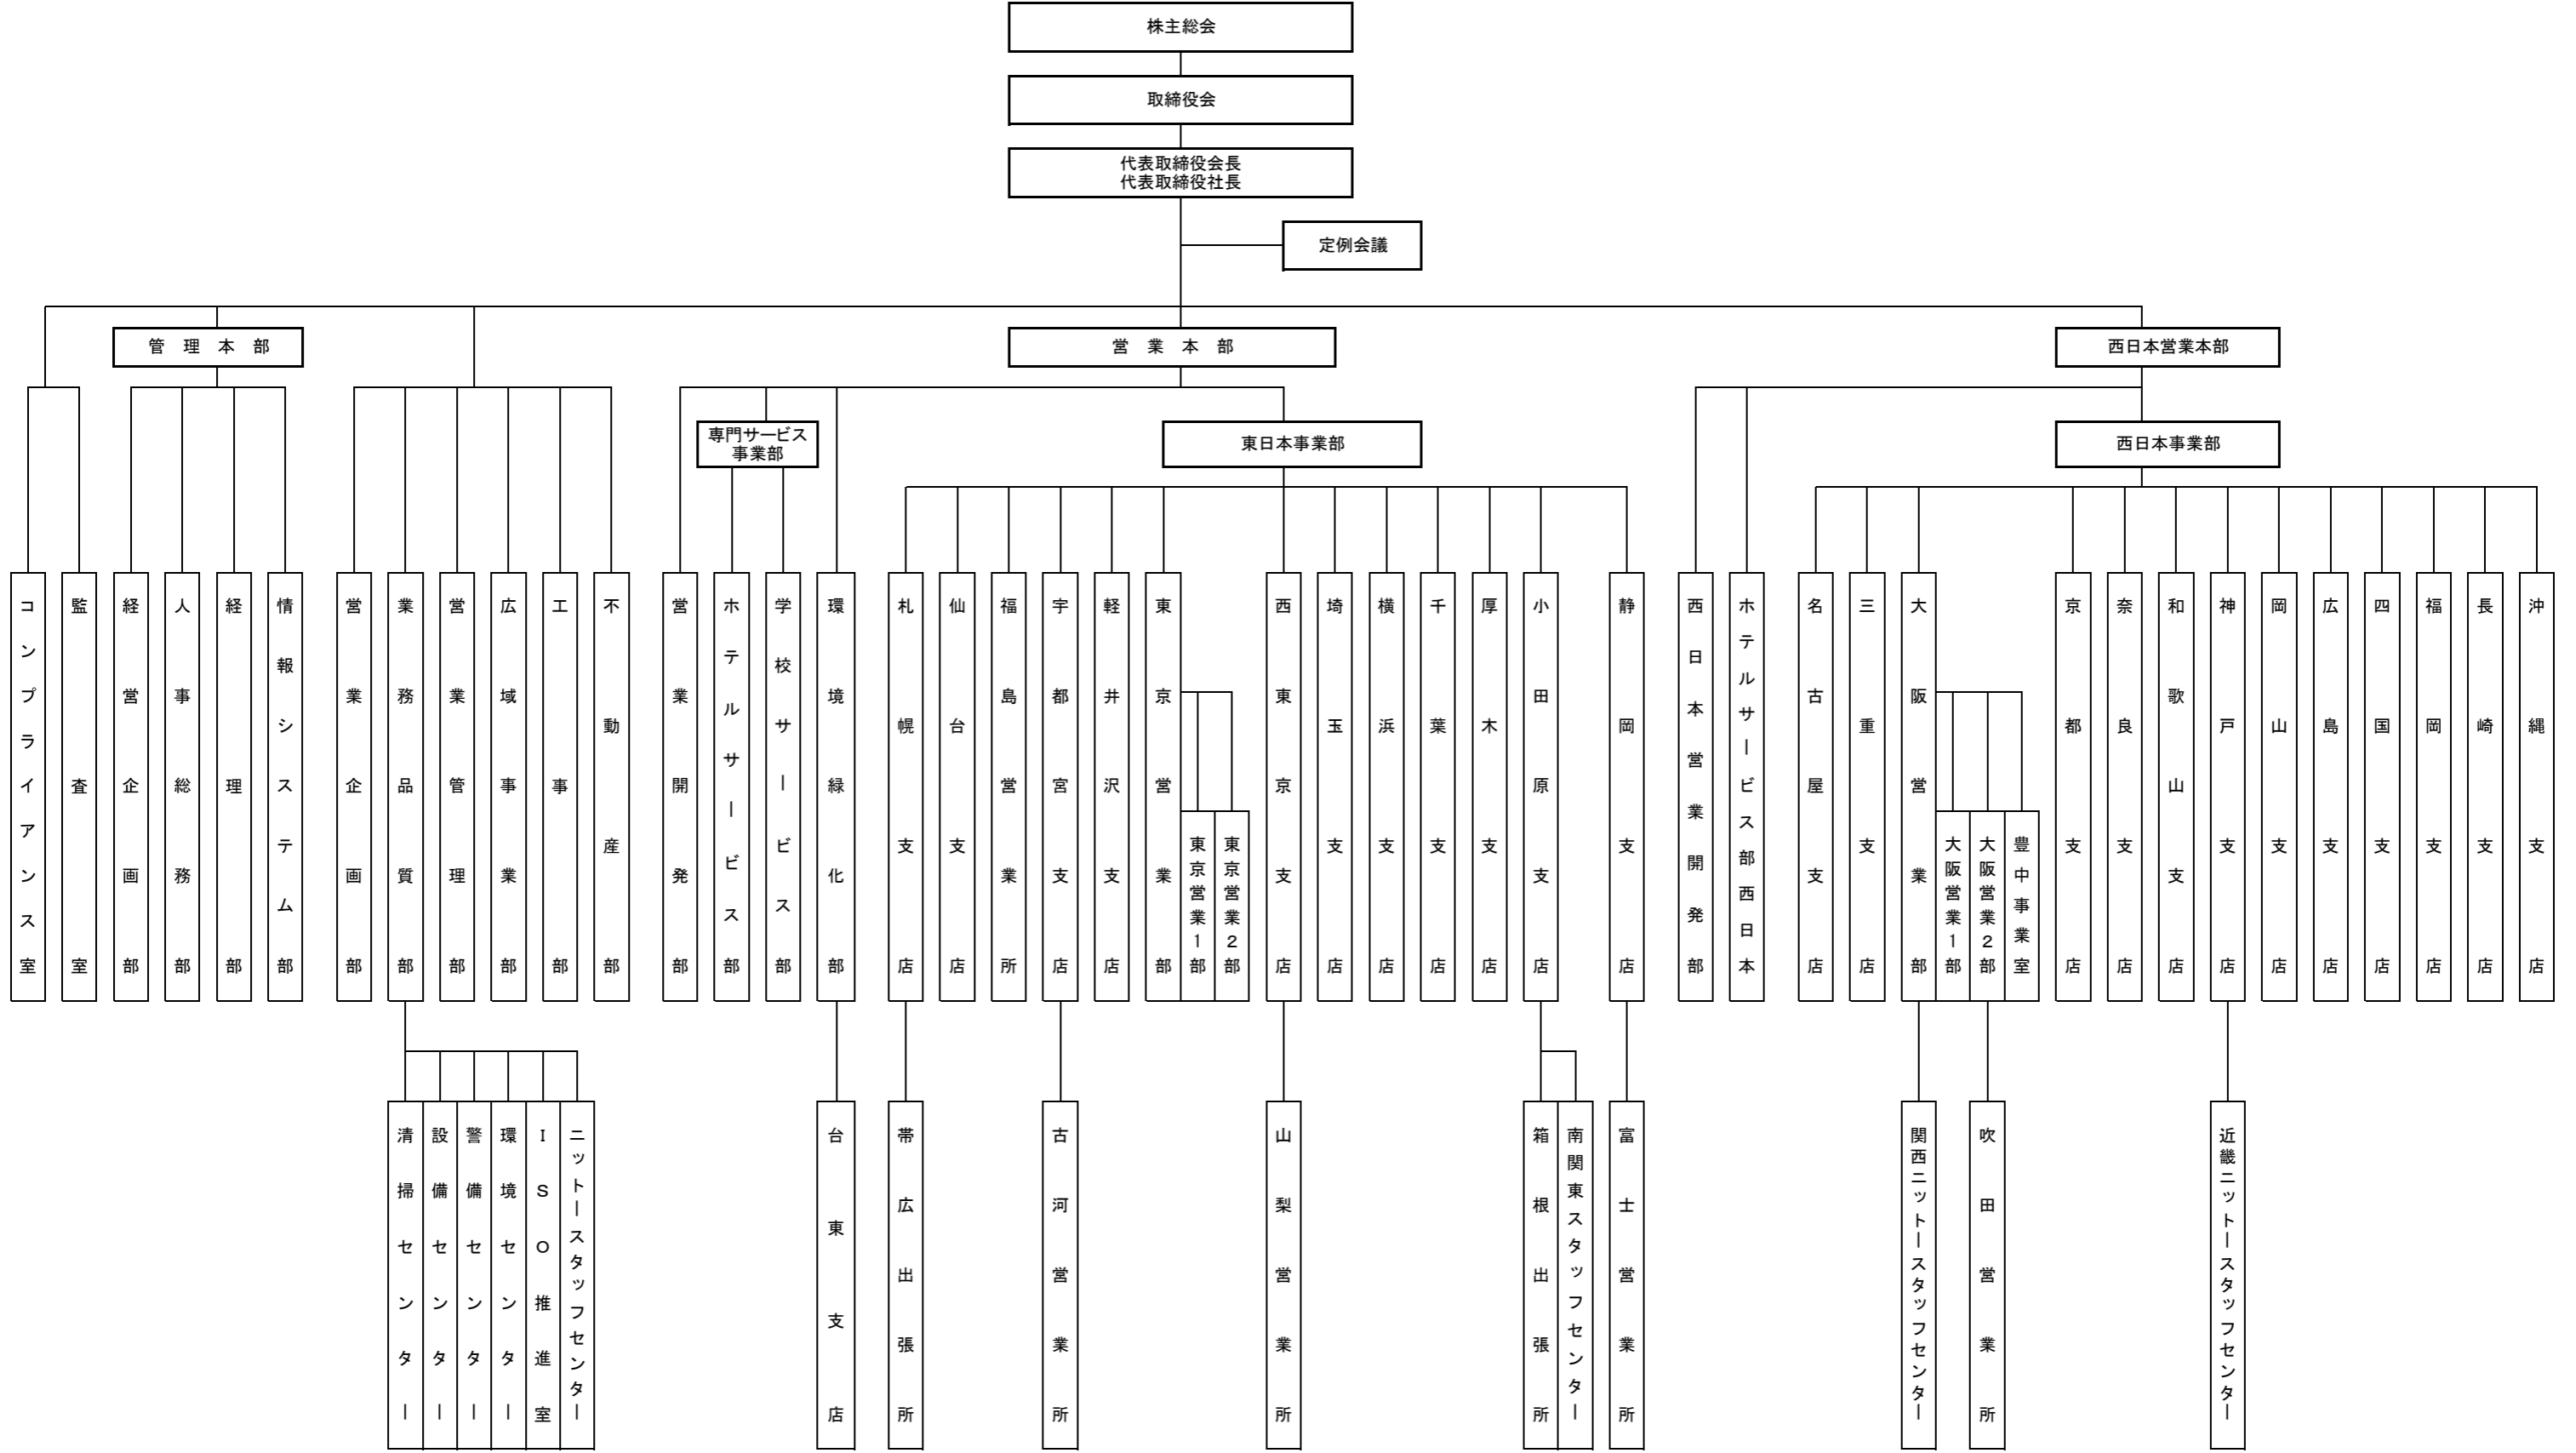 株主総会
取締役会
代表取締役会長
代表取締役社長
定例会議
管理本部
営業本部
西日本営業本部
専門サービス
事業部
東日本事業部
西日本事業部
コンプライアンス室
監査室
経営企画部
人事総務部
経理部
情報システム部
営業企画部
業務品質部
営業管理部
広域事業部
工事部
不動産部
営業開発部
ホテルサービス部
学校サービス部
環境緑化部
札幌支店
仙台支店
福島営業所
宇都宮支店
軽井沢支店
東京営業部
東京営業1部
東京営業2部
西東京支店
埼玉支店
横浜支店
千葉支店
厚木支店
小田原支店
静岡支店
西日本営業開発部
ホテルサービス部西日本
名古屋支店
三重支店
大阪営業部
大阪営業1部
大阪営業2部
豊中事業室
京都支店
奈良支店
和歌山支店
神戸支店
岡山支店
広島支店
四国支店
福岡支店
長崎支店
沖縄支店
清掃センター
設備センター
警備センター
環境センター
ISO推進室
ニットースタッフセンター
台東支店
帯広出張所
古河営業所
山梨営業所
箱根出張所
南関東スタッフセンター
富士営業所
関西ニットースタッフセンター
吹田営業所
近畿ニットースタッフセンター